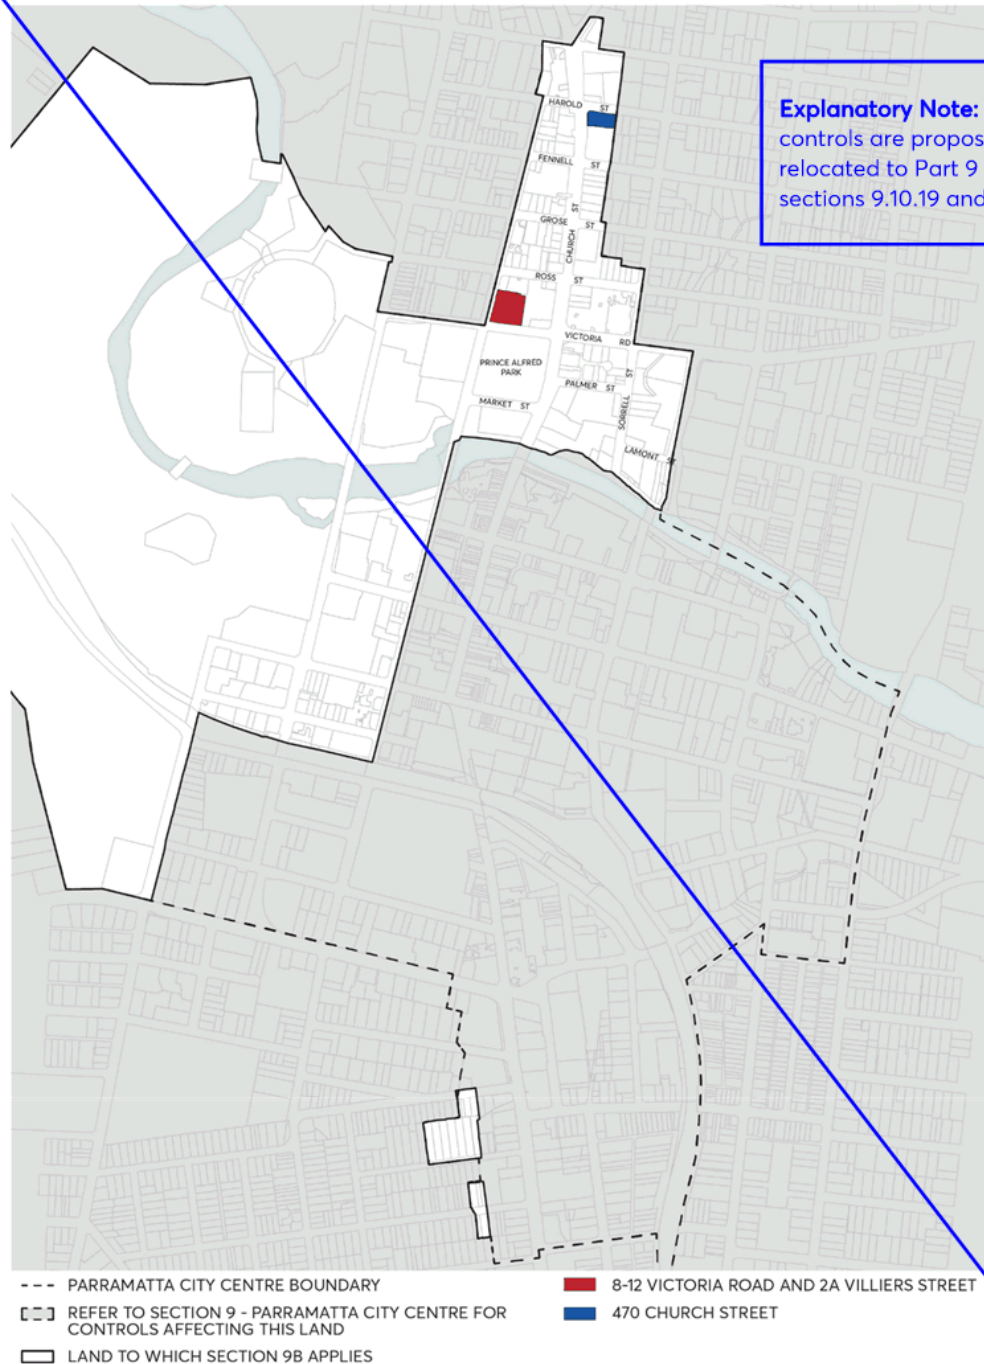 HAROLD ST
Explanatory Note:
controls are propos
relocated to Part 9
sections 9.10.19 and
FENNELL ST
GROSE ST
CHURCH ST
ROSS ST
VICTORIA RD
PRINCE ALFRED
PARK
PALMER ST
MARKET ST
SORRELL ST
LAMONT ST
PARRAMATTA CITY CENTRE BOUNDARY
REFER TO SECTION 9 - PARRAMATTA CITY CENTRE FOR
CONTROLS AFFECTING THIS LAND
LAND TO WHICH SECTION 9B APPLIES
8-12 VICTORIA ROAD AND 2A VILLIERS STREET
470 CHURCH STREET